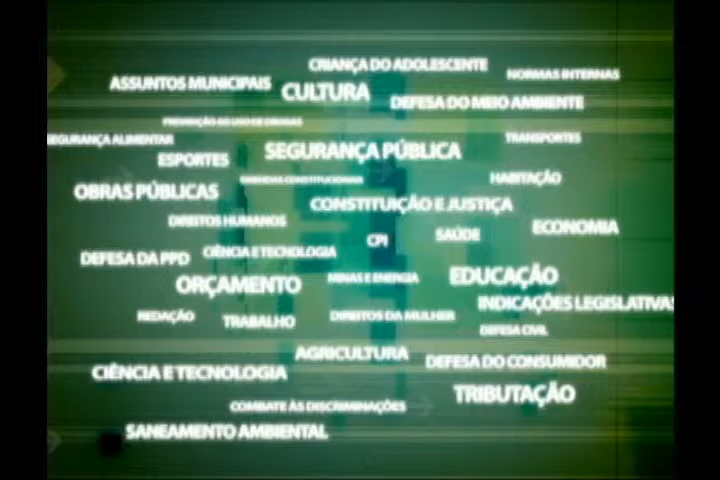 CRIANÇA DO ADOLESCENTE
NORMAS INTERNAS
ASSUNTOS MUNICIPAIS
CULTURA
DEFESA DO MEIO AMBIENTE
PREVENÇÃO AO USO DE DROGAS
SEGURANÇA ALIMENTAR
TRANSPORTES
ESPORTES
SEGURANÇA PÚBLICA
EMENDAS CONSTITUCIONAIS
HABITAÇÃO
OBRAS PÚBLICAS
CONSTITUIÇÃO E JUSTIÇA
DIREITOS HUMANOS
ECONOMIA
CPI
SAÚDE
DEFESA DA PPD
CIÊNCIA E TECNOLOGIA
ORÇAMENTO
MINAS E ENERGIA
EDUCAÇÃO
INDICAÇÕES LEGISLATIVAS
REDAÇÃO
TRABALHO
DIREITOS DA MULHER
DEFESA CIVIL
AGRICULTURA
DEFESA DO CONSUMIDOR
CIÊNCIA E TECNOLOGIA
TRIBUTAÇÃO
COMBATE ÀS DISCRIMINAÇÕES
SANEAMENTO AMBIENTAL